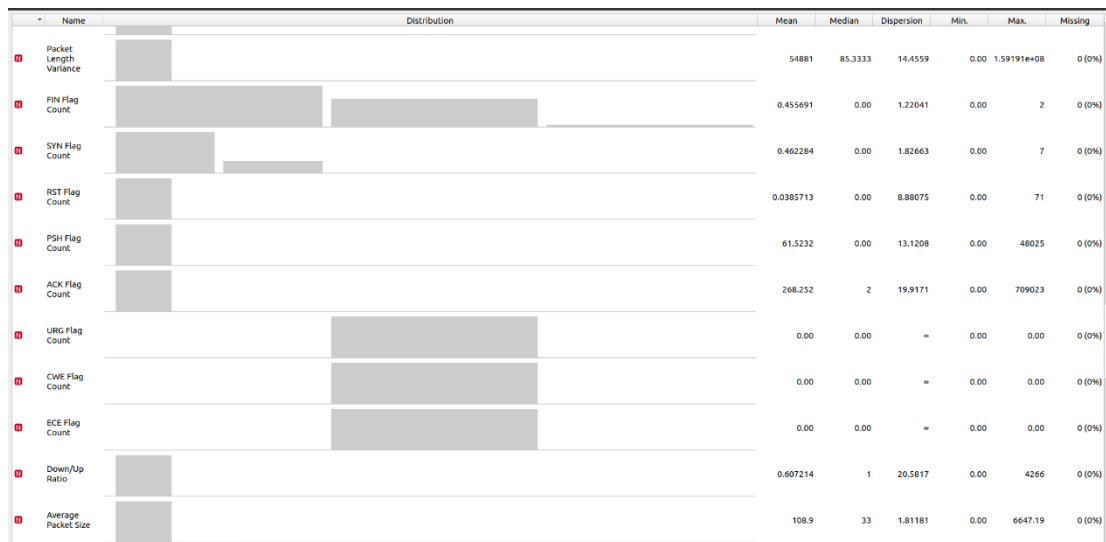 Name Distribution Mean Median Dispersion Min. Max. Missing
N Packet Length Variance 54881 85.3333 14.4559 0.00 1.59191e+08 0 (0%)
N FIN Flag Count 0.455691 0.00 1.22041 0.00 2 0 (0%)
N SYN Flag Count 0.462284 0.00 1.82663 0.00 7 0 (0%)
N RST Flag Count 0.0385713 0.00 8.88075 0.00 71 0 (0%)
N PSH Flag Count 61.5232 0.00 13.1208 0.00 48025 0 (0%)
N ACK Flag Count 268.252 2 19.9171 0.00 709023 0 (0%)
N URG Flag Count 0.00 0.00 ∞ 0.00 0.00 0 (0%)
N CWE Flag Count 0.00 0.00 ∞ 0.00 0.00 0 (0%)
N ECE Flag Count 0.00 0.00 ∞ 0.00 0.00 0 (0%)
N Down/Up Ratio 0.607214 1 20.5817 0.00 4266 0 (0%)
N Average Packet Size 108.9 33 1.81181 0.00 6647.19 0 (0%)